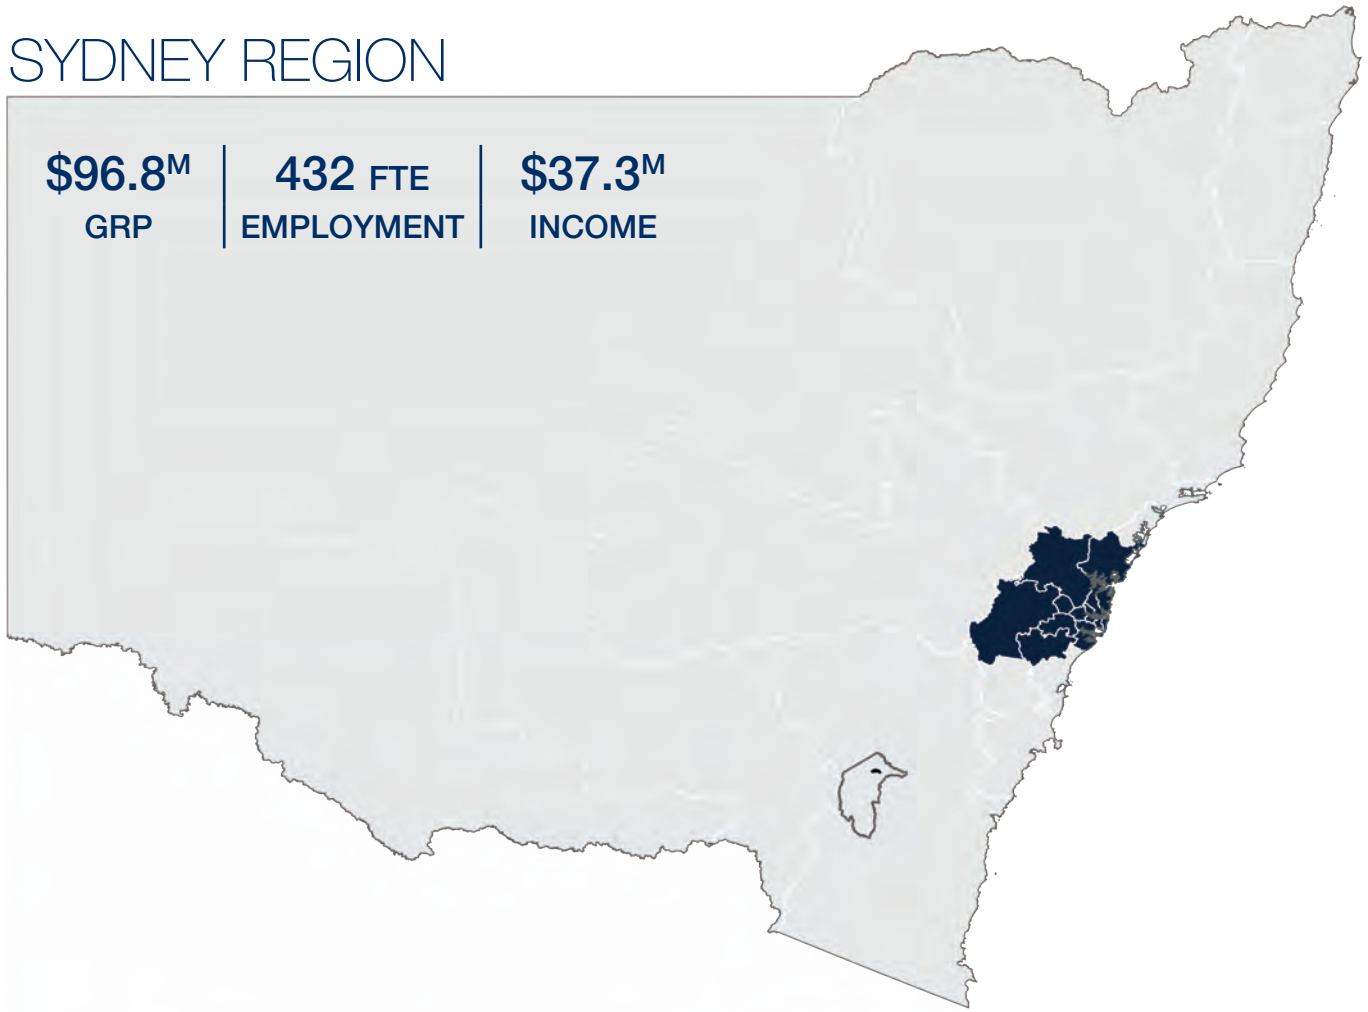 SYDNEY REGION
$96.8M
GRP
432 FTE
EMPLOYMENT
$37.3M
INCOME